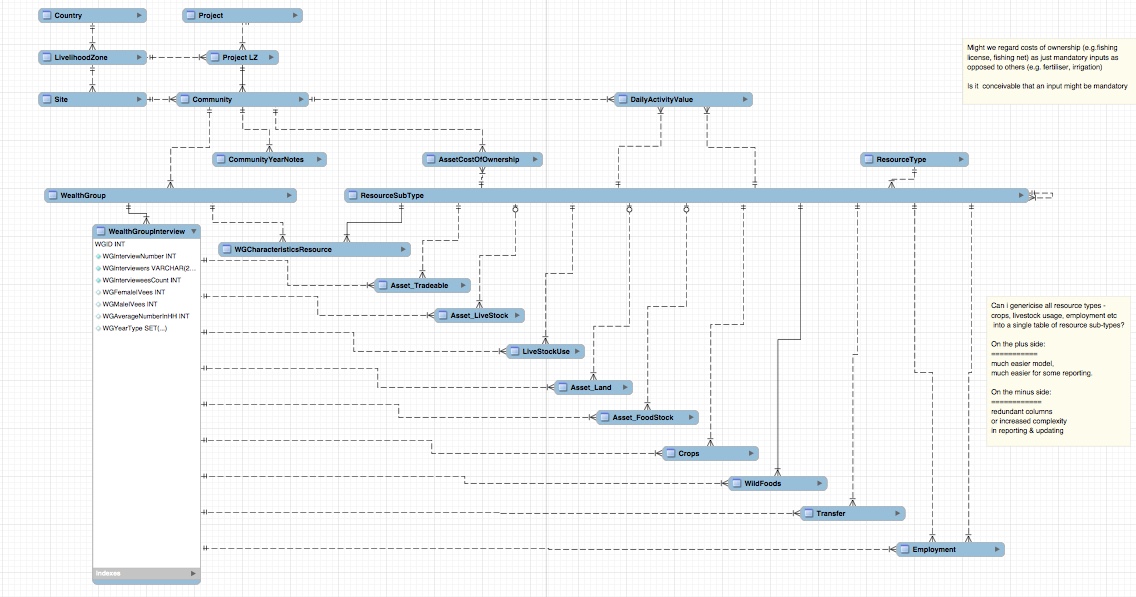 Country
Project
LivelihoodZone
Project LZ
Site
Community
DailyActivityValue
Might we regard costs of ownership (e.g.fishing
license, fishing net) as just mandatory inputs as
opposed to others (e.g. fertiliser, irrigation)
Is it conceivable that an input might be mandatory
CommunityYearNotes
AssetCostOfOwnership
ResourceType
WealthGroup
ResourceSubType
WealthGroupInterview
WGID INT
WGInterviewNumber INT
WGInterviewers VARCHAR(2...
WGIntervieweesCount INT
WGFemaleIVees INT
WGMaleIVees INT
WGAverageNumberInHH INT
WGYearType SET(...)
Indexes
WGCharacteristicsResource
Asset_Tradeable
Asset_LiveStock
LiveStockUse
Asset_Land
Asset_FoodStock
Crops
WildFoods
Transfer
Employment
Can i genericise all resource types -
crops, livestock usage, employment etc
into a single table of resource sub-types?
On the plus side:
===========
much easier model,
much easier for some reporting.
On the minus side:
============
redundant columns
or increased complexity
in reporting & updating